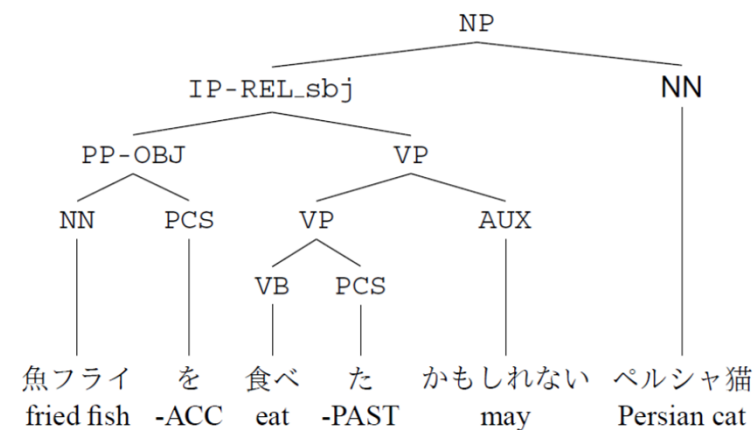 NP
IP-REL_sbj NN
PP-OBJ VP
NN PCS VP AUX
VB PCS
魚フライ を 食べ た かもしれない ペルシャ猫
fried fish -ACC eat -PAST may Persian cat